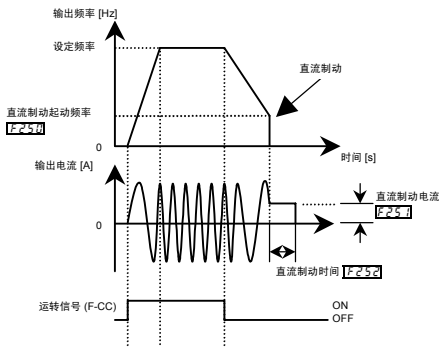 输出频率 [Hz]
设定频率
直流制动
直流制动起动频率
F250
0
时间 [s]
输出电流 [A]
直流制动电流
F251
0
直流制动时间 F252
运转信号 (F-CC)
ON
OFF